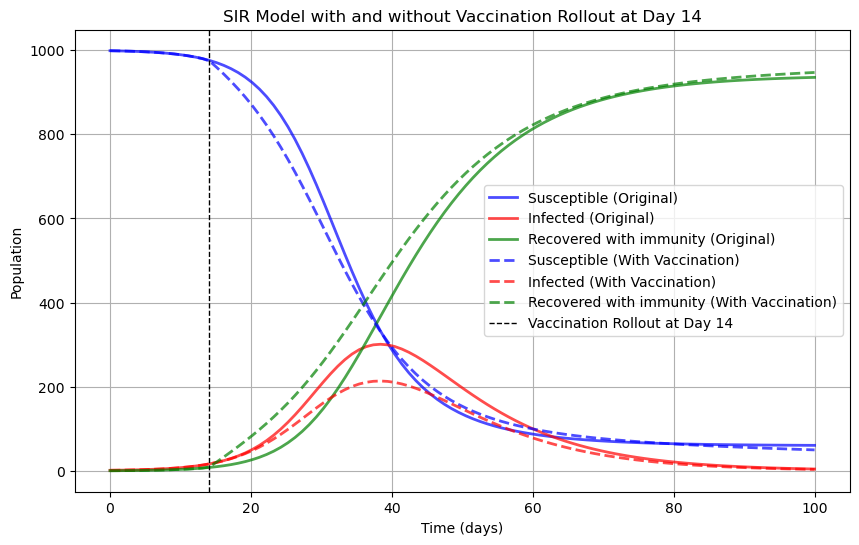 SIR Model with and without Vaccination Rollout at Day 14
1000
800
600
400
200
0
Population
Susceptible (Original)
Infected (Original)
Recovered with immunity (Original)
Susceptible (With Vaccination)
Infected (With Vaccination)
Recovered with immunity (With Vaccination)
Vaccination Rollout at Day 14
0 20 40 60 80 100
Time (days)